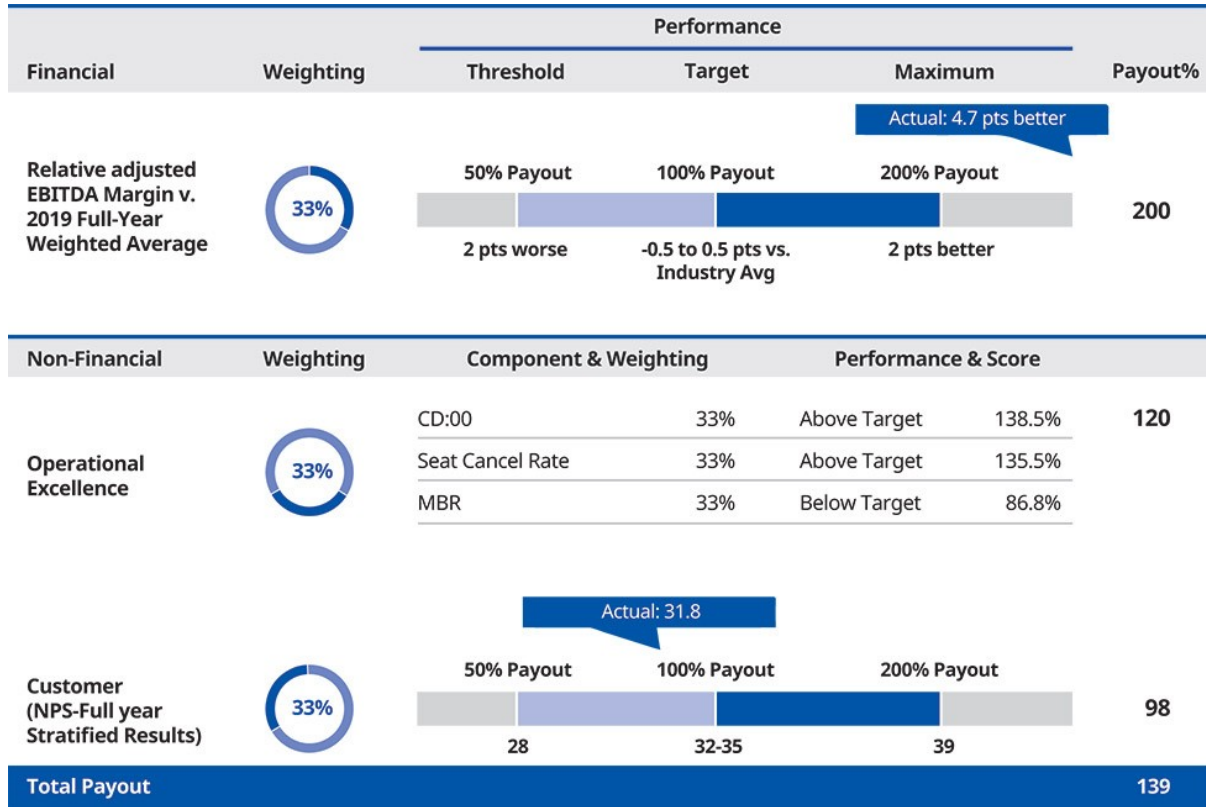 Performance
Financial Weighting Threshold Target Maximum Payout%
Actual: 4.7 pts better
Relative adjusted
EBITDA Margin v.
2019 Full-Year
Weighted Average
33%
50% Payout 100% Payout 200% Payout
2 pts worse -0.5 to 0.5 pts vs. 2 pts better
Industry Avg
200
Non-Financial Weighting Component & Weighting Performance & Score
Operational
Excellence
33%
CD:00 33% Above Target 138.5%
Seat Cancel Rate 33% Above Target 135.5%
MBR 33% Below Target 86.8%
120
Actual: 31.8
Customer
(NPS-Full year
Stratified Results)
33%
50% Payout 100% Payout 200% Payout
28 32-35 39
98
Total Payout 139